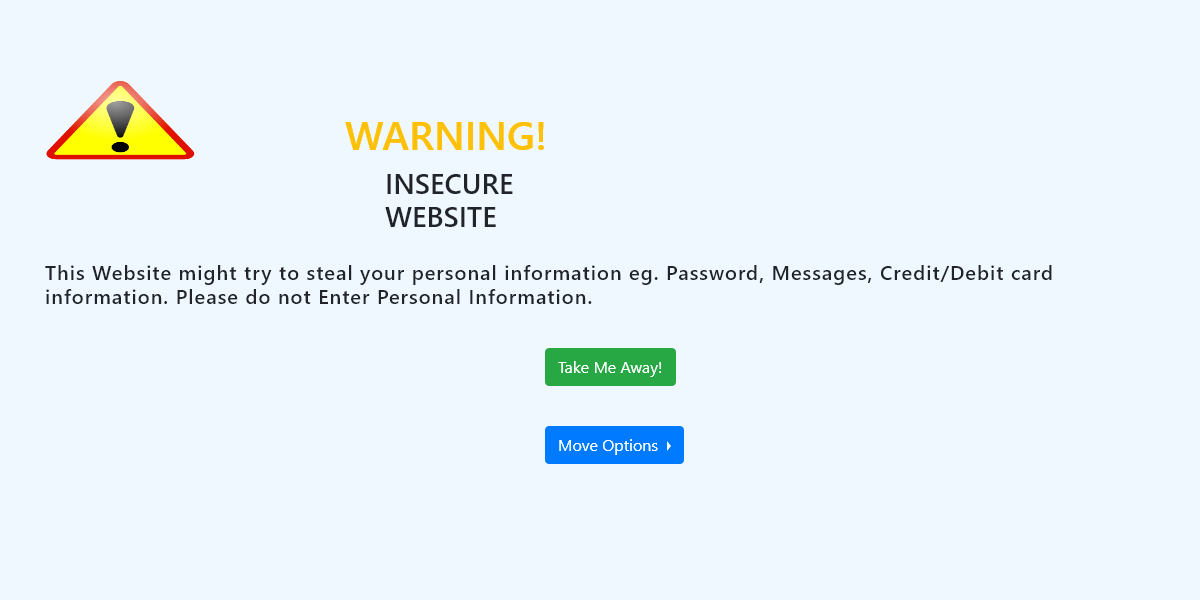 WARNING!
INSECURE
WEBSITE
This Website might try to steal your personal information eg. Password, Messages, Credit/Debit card
information. Please do not Enter Personal Information.
Take Me Away!
Move Options